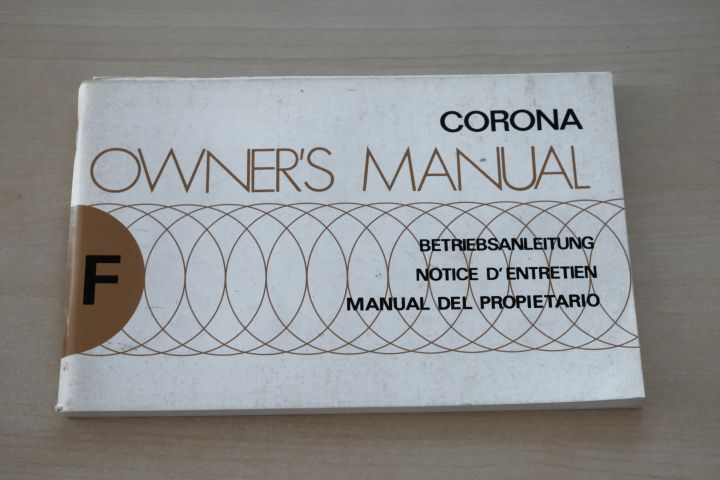 CORONA
OWNER'S MANUAL
F
BETRIEBSANLEITUNG
NOTICE D'ENTRETIEN
MANUAL DEL PROPIETARIO